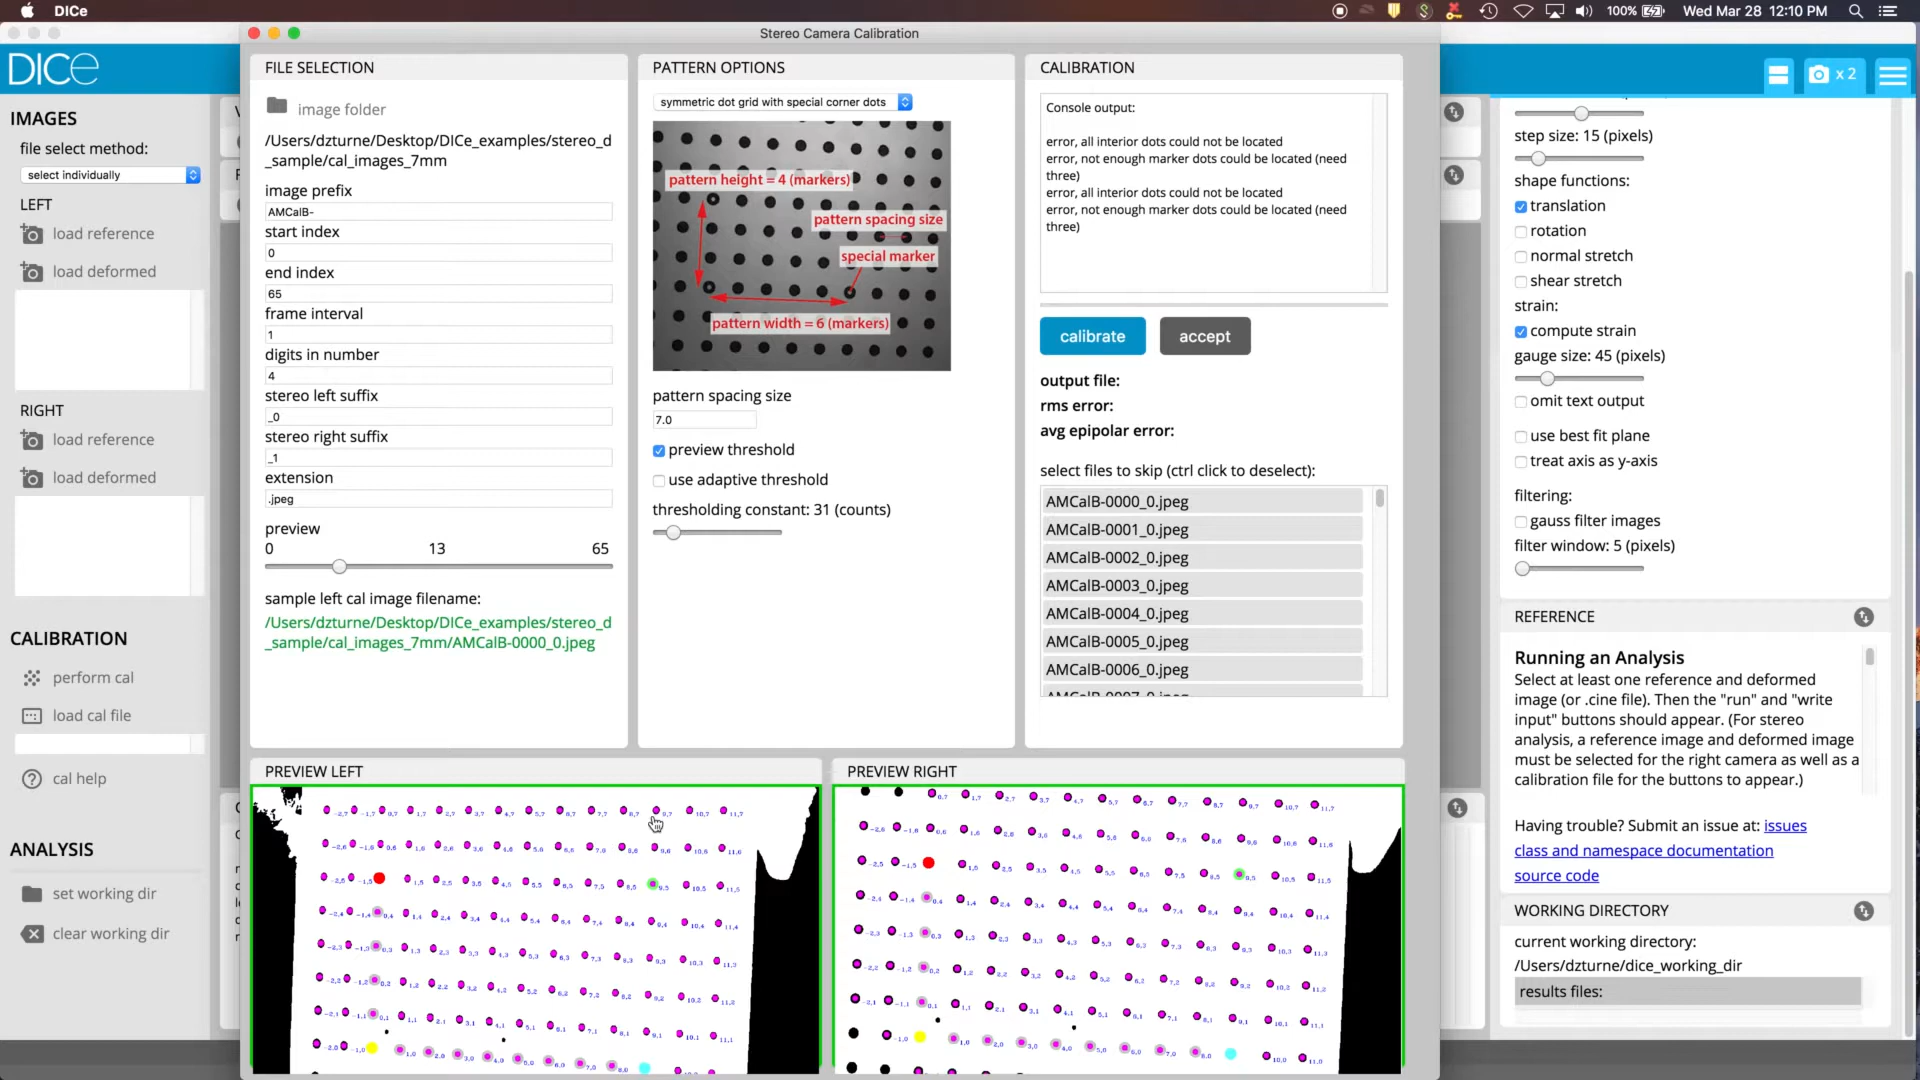 DICe
100%
Wed Mar 28 12:10 PM
Stereo Camera Calibration
DICe
x 2
IMAGES
file select method:
select individually
LEFT
load reference
load deformed
RIGHT
load reference
load deformed
CALIBRATION
perform cal
load cal file
cal help
ANALYSIS
set working dir
clear working dir
FILE SELECTION
image folder
/Users/dzturne/Desktop/DICe_examples/stereo_d
_sample/cal_images_7mm
image prefix
AMCalB-
start index
0
end index
65
frame interval
1
digits in number
4
stereo left suffix
_0
stereo right suffix
_1
extension
.jpeg
preview
0 13 65
sample left cal image filename:
/Users/dzturne/Desktop/DICe_examples/stereo_d
_sample/cal_images_7mm/AMCalB-0000_0.jpeg
PATTERN OPTIONS
symmetric dot grid with special corner dots
pattern height = 4 (markers)
pattern spacing size
special marker
pattern width = 6 (markers)
pattern spacing size
7.0
preview threshold
use adaptive threshold
thresholding constant: 31 (counts)
CALIBRATION
Console output:
error, all interior dots could not be located
error, not enough marker dots could be located (need
three)
error, all interior dots could not be located
error, not enough marker dots could be located (need
three)
calibrate
accept
output file:
rms error:
avg epipolar error:
select files to skip (ctrl click to deselect):
AMCalB-0000_0.jpeg
AMCalB-0001_0.jpeg
AMCalB-0002_0.jpeg
AMCalB-0003_0.jpeg
AMCalB-0004_0.jpeg
AMCalB-0005_0.jpeg
AMCalB-0006_0.jpeg
AMCalB-0007_0.jpeg
PREVIEW LEFT
PREVIEW RIGHT
step size: 15 (pixels)
shape functions:
translation
rotation
normal stretch
shear stretch
strain:
compute strain
gauge size: 45 (pixels)
omit text output
use best fit plane
treat axis as y-axis
filtering:
gauss filter images
filter window: 5 (pixels)
REFERENCE
Running an Analysis
Select at least one reference and deformed
image (or .cine file). Then the "run" and "write
input" buttons should appear. (For stereo
analysis, a reference image and deformed image
must be selected for the right camera as well as a
calibration file for the buttons to appear.)
Having trouble? Submit an issue at: issues
class and namespace documentation
source code
WORKING DIRECTORY
current working directory:
/Users/dzturne/dice_working_dir
results files: